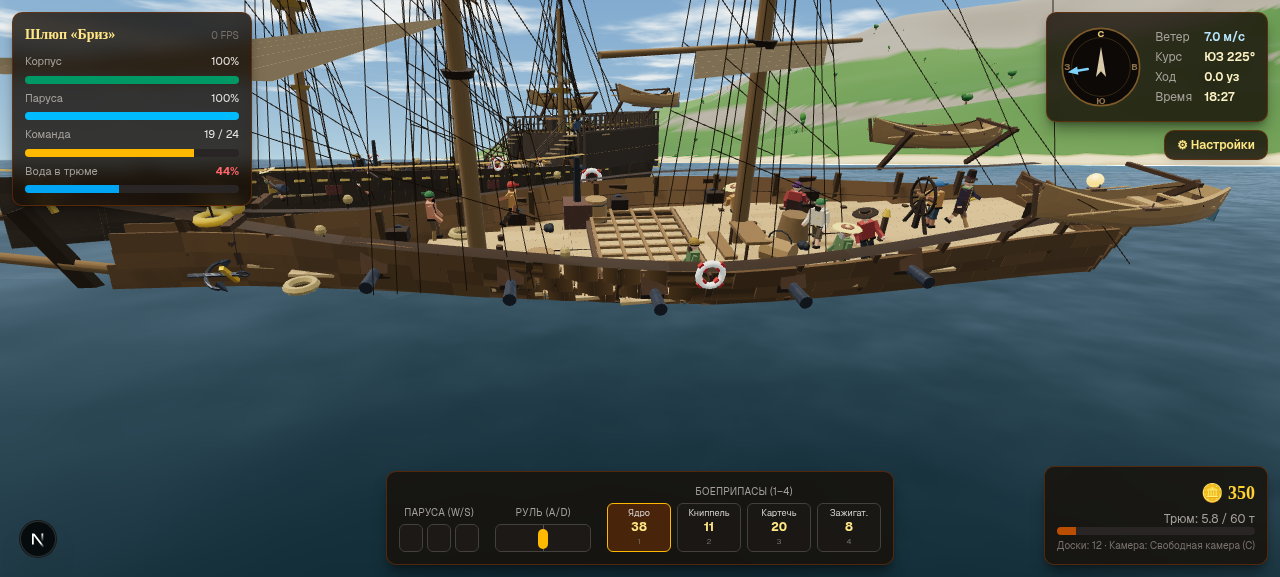 Шлюп «Бриз» 0 FPS
Корпус 100%
Паруса 100%
Команда 19 / 24
Вода в трюме 44%
С
З В
Ю
Ветер 7.0 м/с
Курс ЮЗ 225°
Ход 0.0 уз
Время 18:27
⚙ Настройки
БОЕПРИПАСЫ (1–4)
ПАРУСА (W/S) РУЛЬ (A/D)
Ядро Книппель Картечь Зажигат.
38 11 20 8
1 2 3 4
350
Трюм: 5.8 / 60 т
Доски: 12 · Камера: Свободная камера (C)
N